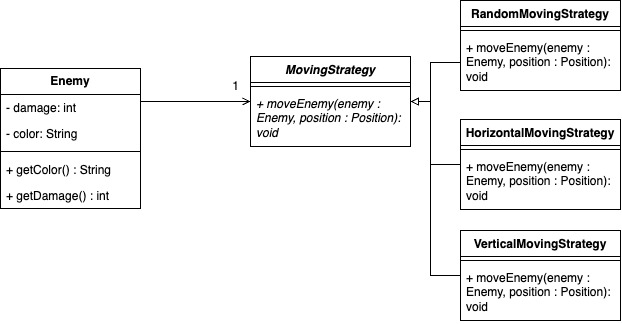 Enemy
- damage: int
- color: String
+ getColor() : String
+ getDamage() : int
1
MovingStrategy
+ moveEnemy(enemy :
Enemy, position : Position):
void
RandomMovingStrategy
+ moveEnemy(enemy :
Enemy, position : Position):
void
HorizontalMovingStrategy
+ moveEnemy(enemy :
Enemy, position : Position):
void
VerticalMovingStrategy
+ moveEnemy(enemy :
Enemy, position : Position):
void